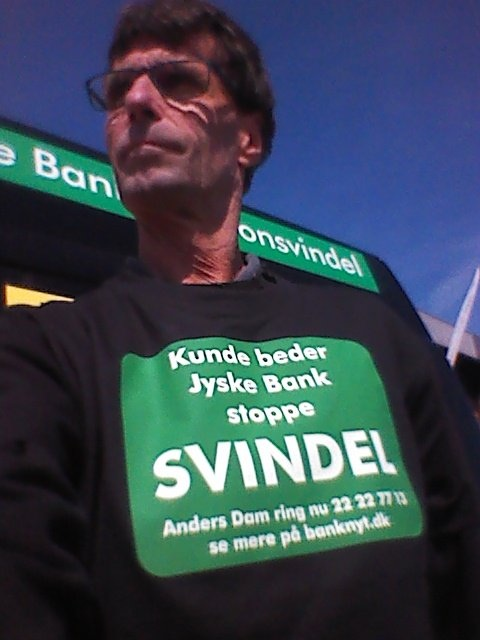 e Ban
onsvindel
Kunde beder
Jyske Bank
stoppe
SVINDEL
Anders Dam ring nu 22 22 77 13
se mere på banknyt.dk